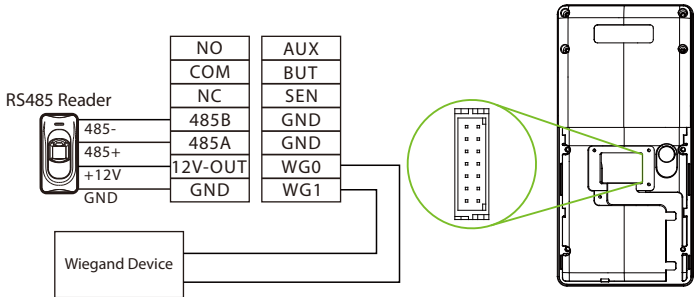 NO AUX
COM BUT
RS485 Reader NC SEN
485- 485B GND
485+ 485A GND
+12V 12V-OUT WG0
GND GND WG1
Wiegand Device